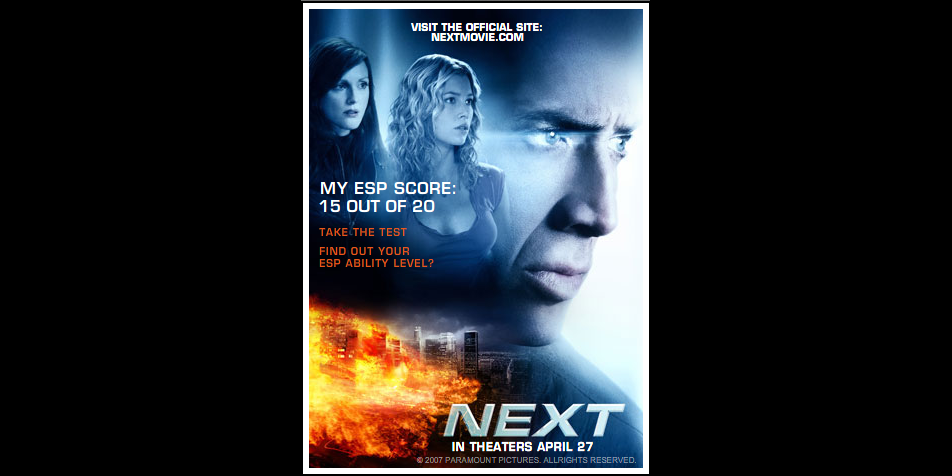 VISIT THE OFFICIAL SITE:
NEXTMOVIE.COM
MY ESP SCORE:
15 OUT OF 20
TAKE THE TEST
FIND OUT YOUR
ESP ABILITY LEVEL?
NEXT
IN THEATERS APRIL 27
© 2007 PARAMOUNT PICTURES. ALLRIGHTS RESERVED.